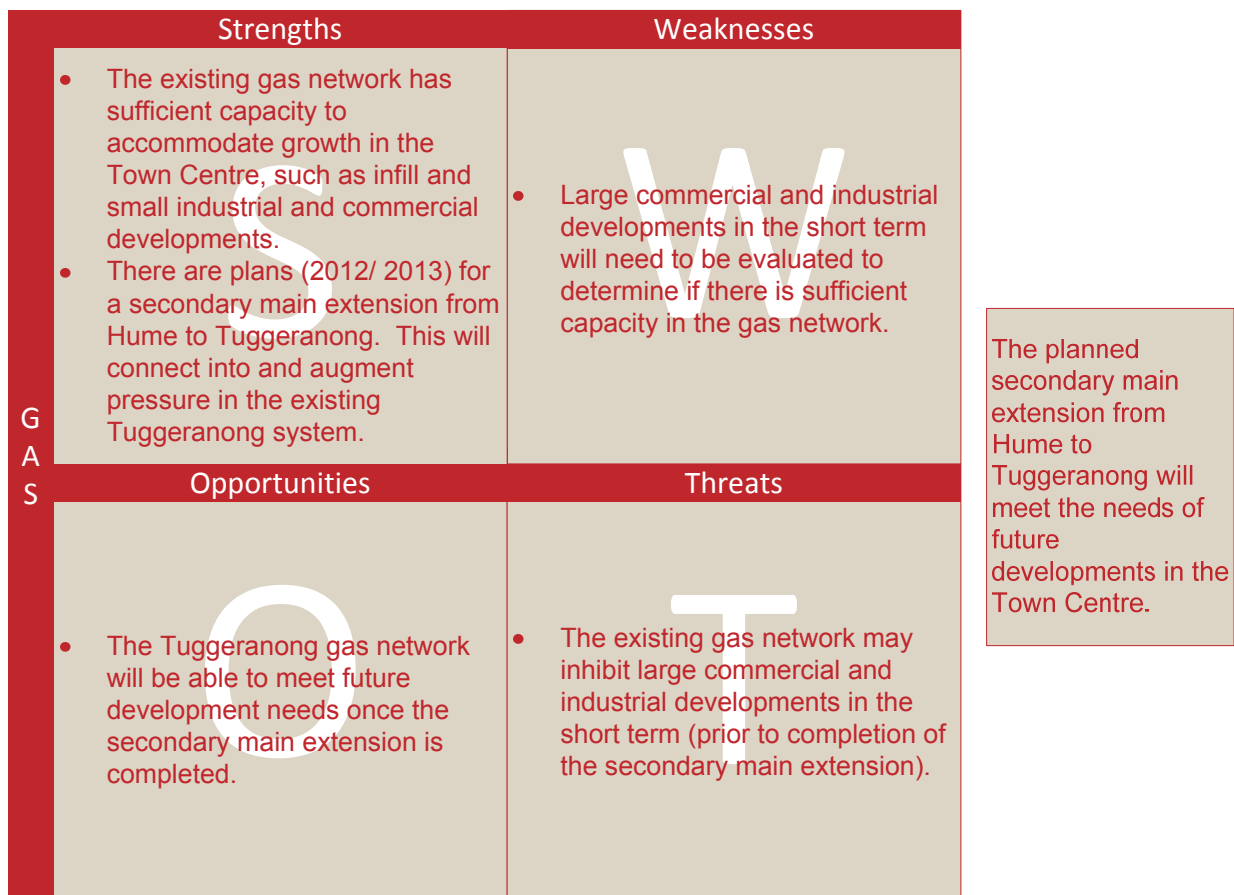 Strengths
Weaknesses
• The existing gas network has
sufficient capacity to
accommodate growth in the
Town Centre, such as infill and
small industrial and commercial
developments.
• There are plans (2012/ 2013) for
a secondary main extension from
Hume to Tuggeranong.  This will
connect into and augment
pressure in the existing
Tuggeranong system.
S
• Large commercial and industrial
developments in the short term
will need to be evaluated to
determine if there is sufficient
capacity in the gas network.
W
G
A
S
Opportunities
Threats
• The Tuggeranong gas network
will be able to meet future
development needs once the
secondary main extension is
completed.
O
• The existing gas network may
inhibit large commercial and
industrial developments in the
short term (prior to completion of
the secondary main extension).
T
The planned
secondary main
extension from
Hume to
Tuggeranong will
meet the needs of
future
developments in the
Town Centre.